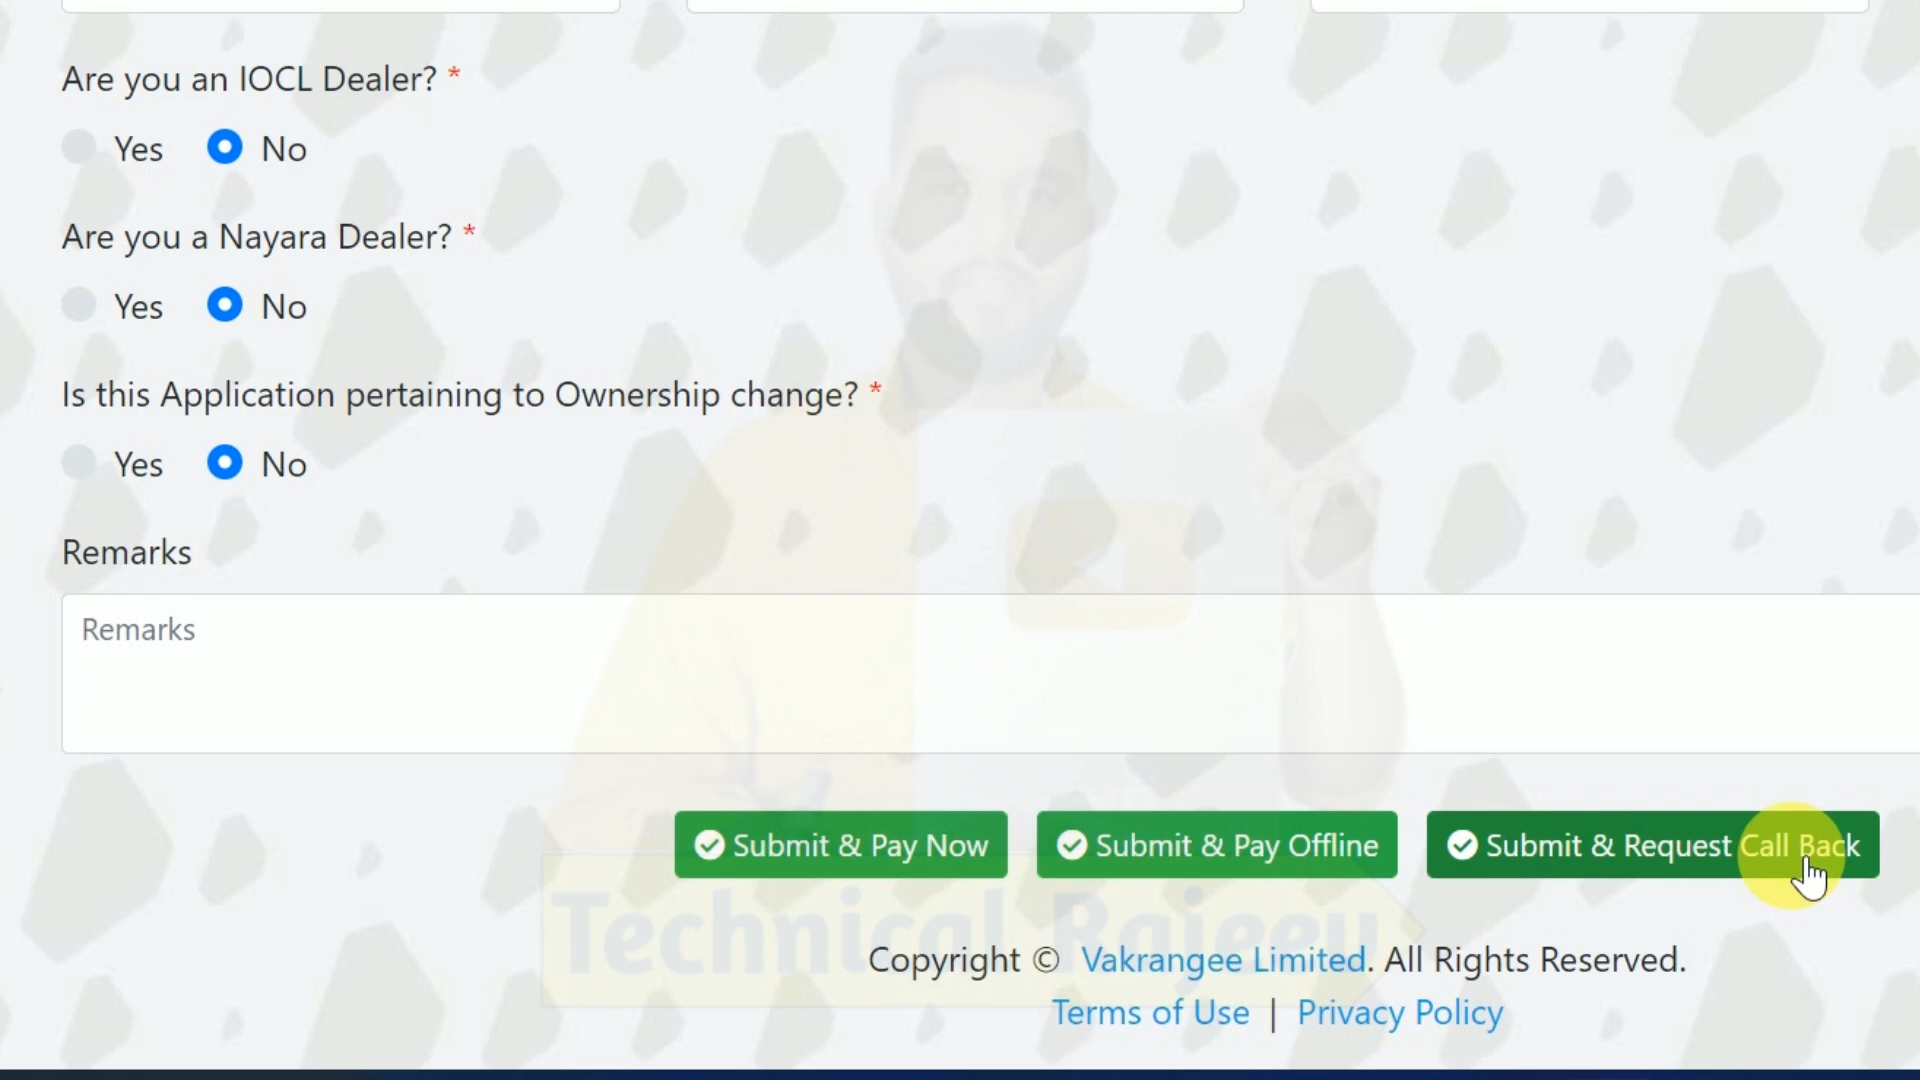 Are you an IOCL Dealer? *
Yes No
Are you a Nayara Dealer? *
Yes No
Is this Application pertaining to Ownership change? *
Yes No
Remarks
Remarks
Submit & Pay Now Submit & Pay Offline Submit & Request Call Back
Technical Rajeev
Copyright © Vakrangee Limited. All Rights Reserved.
Terms of Use | Privacy Policy